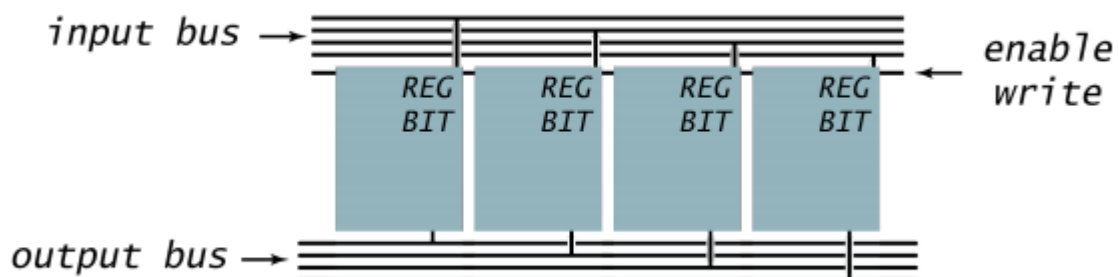 input bus
enable
write
REG REG REG REG
BIT BIT BIT BIT
output bus